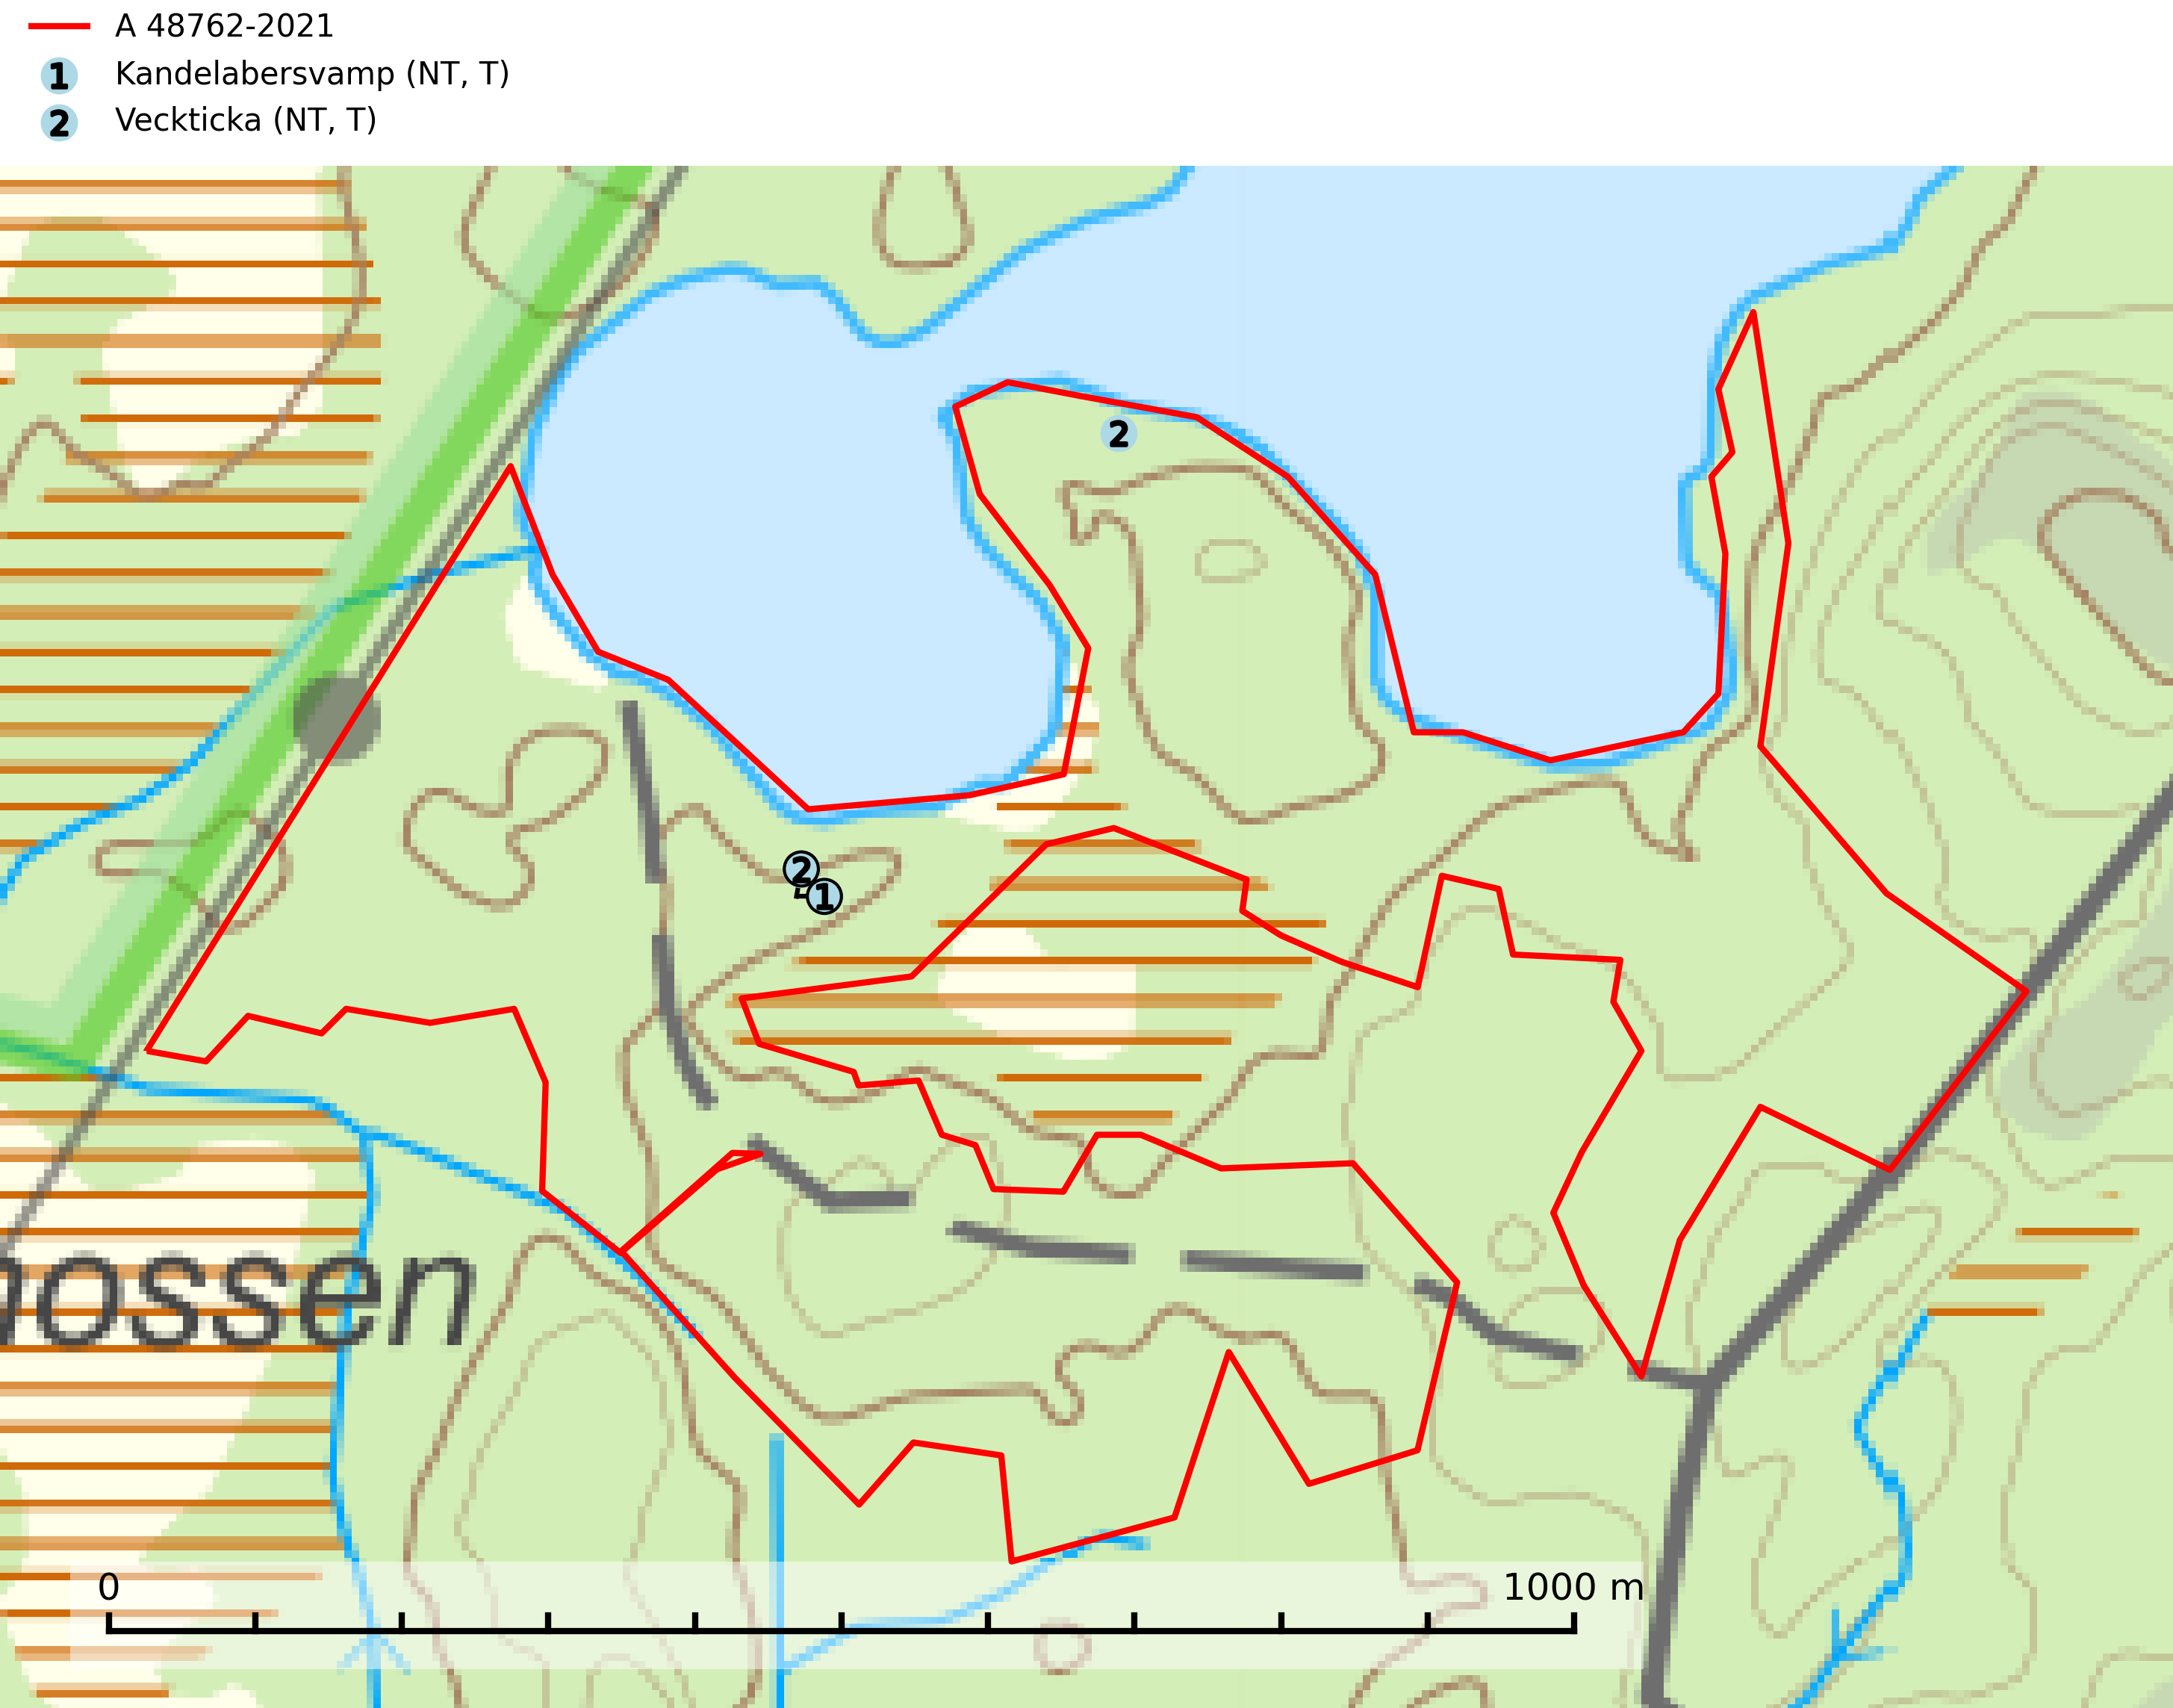 A 48762-2021
1 Kandelabersvamp (NT, T)
2 Veckticka (NT, T)
2
2
1
ossen
0 1000 m